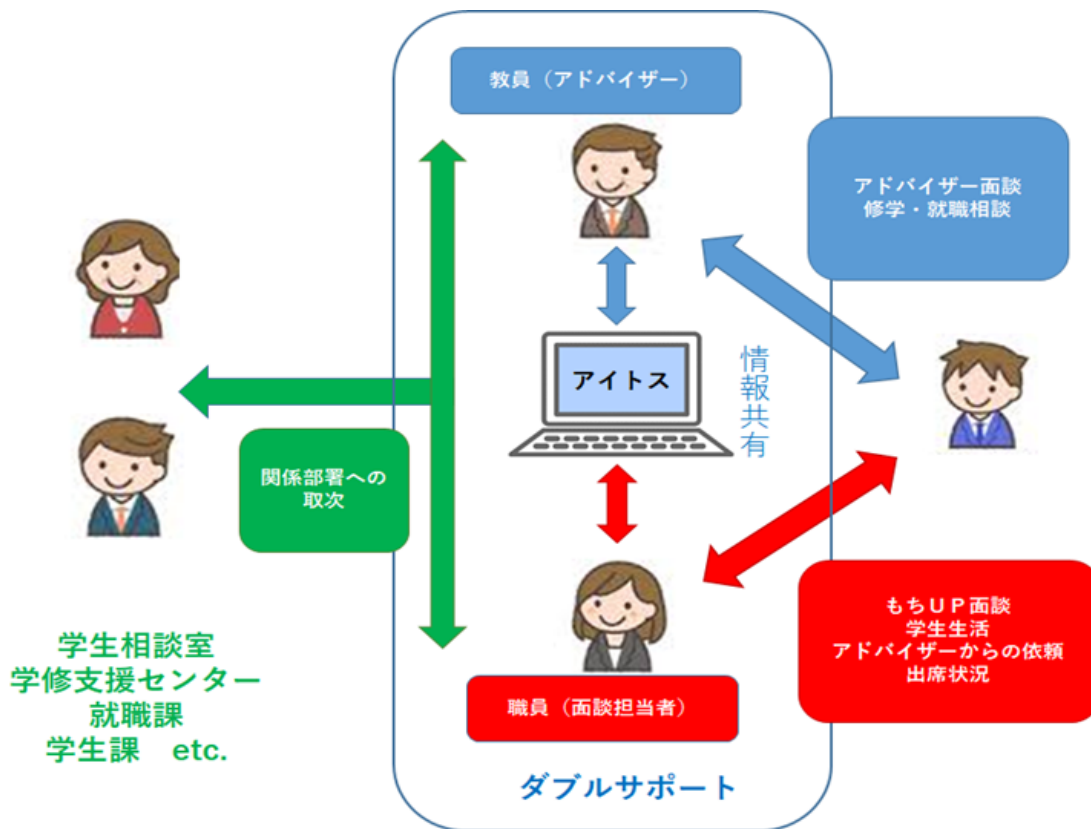 教員（アドバイザー）
アドバイザー面談
修学・就職相談
アイトス
情報共有
関係部署への
取次
もちＵＰ面談
学生生活
アドバイザーからの依頼
出席状況
学生相談室
学修支援センター
就職課
学生課　etc.
職員（面談担当者）
ダブルサポート